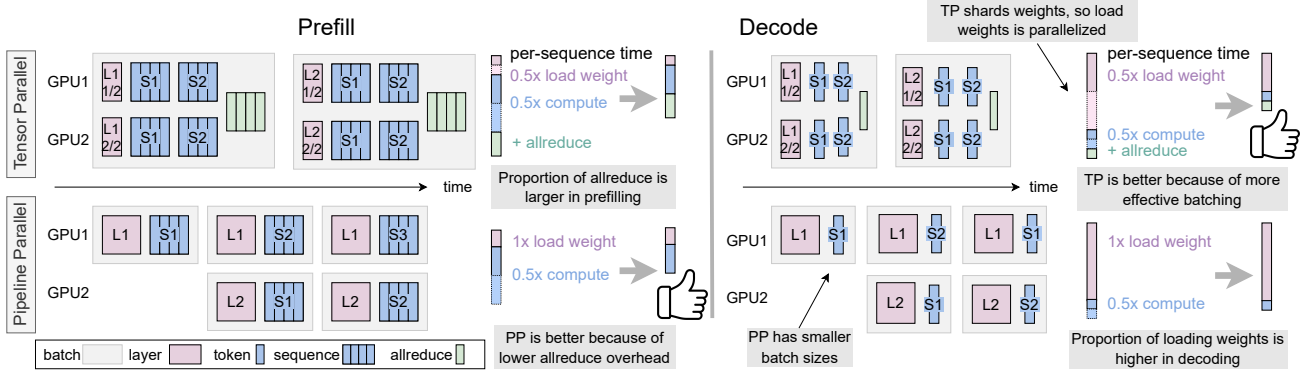 Prefill
Decode
TP shards weights, so load
weights is parallelized
Tensor Parallel
GPU1
L1
1/2
S1
S2
L2
1/2
S1
S2
GPU2
L1
2/2
S1
S2
L2
2/2
S1
S2
per-sequence time
0.5x load weight
0.5x compute
+ allreduce
time
Proportion of allreduce is
larger in prefilling
GPU1
L1
1/2
S1
S2
L2
1/2
S1
S2
GPU2
L1
2/2
S1
S2
L2
2/2
S1
S2
per-sequence time
0.5x load weight
0.5x compute
+ allreduce
time
TP is better because of more
effective batching
Pipeline Parallel
GPU1
L1
S1
L1
S2
L1
S3
GPU2
L2
S1
L2
S2
1x load weight
0.5x compute
PP is better because of
lower allreduce overhead
GPU1
L1
S1
L1
S2
L1
S1
GPU2
L2
S1
L2
S2
PP has smaller
batch sizes
1x load weight
0.5x compute
Proportion of loading weights is
higher in decoding
batch
layer
token
sequence
allreduce